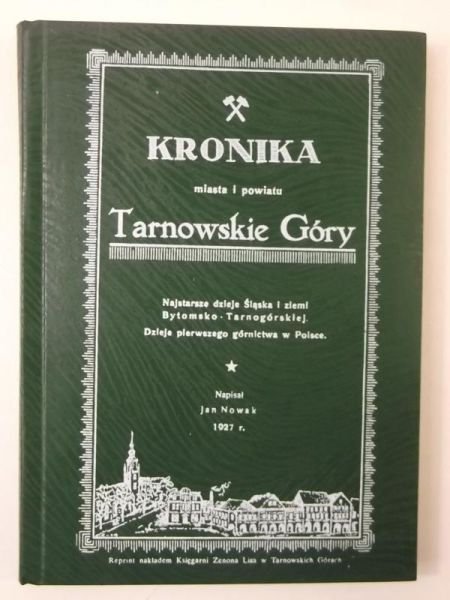 KRONIKA
miasta i powiatu
Tarnowskie Góry
Najstarsze dzieje Śląska i ziemi
Bytomsko-Tarnogórskiej.
Dzieje pierwszego górnictwa w Polsce.
Napisał
Jan Nowak
1927 r.
Reprint nakładem Księgarni Zenona Lisa w Tarnowskich Górach